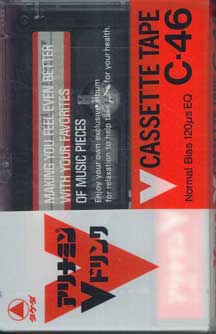 MAKING YOU FEEL EVEN BETTER
WITH YOUR FAVORITES
OF MUSIC PIECES
Enjoy your own exclusive album
for relaxation to help take care for your health.
V CASSETTE TAPE
C-46
Normal Bias 120µs EQ
アリナミン
Vドリンク
タケダ